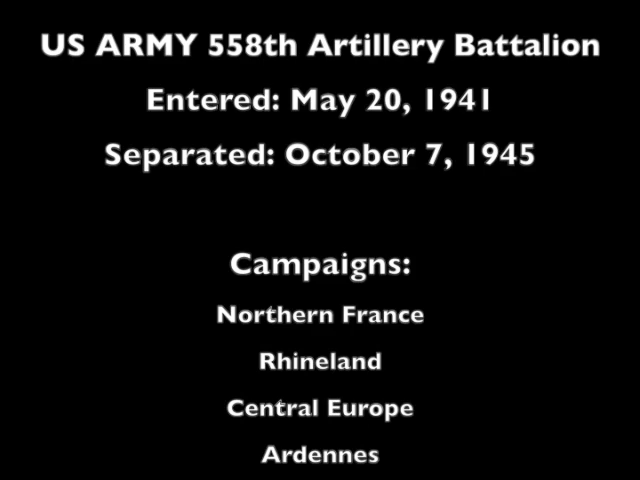 US ARMY 558th Artillery Battalion
Entered: May 20, 1941
Separated: October 7, 1945
Campaigns:
Northern France
Rhineland
Central Europe
Ardennes